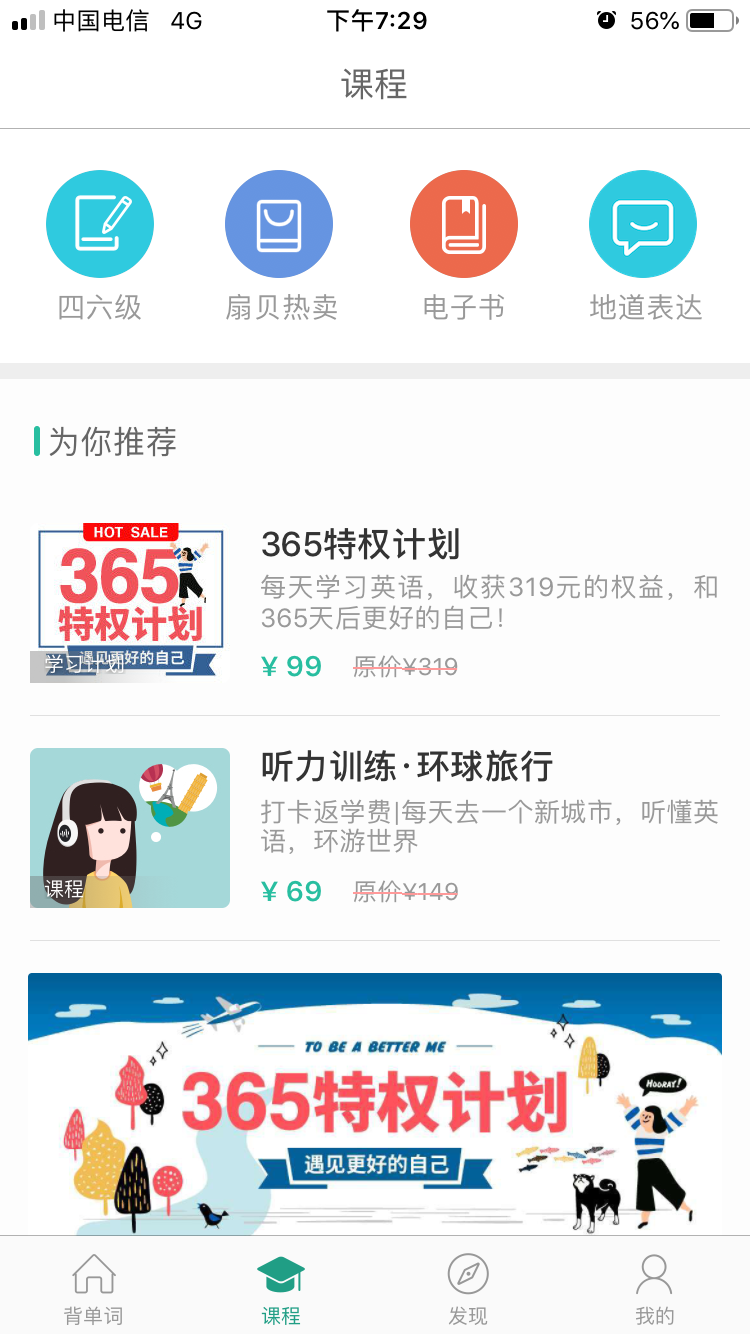 中国电信 4G 下午7:29 56%
课程
四六级 扇贝热卖 电子书 地道表达
为你推荐
HOT SALE
365
特权计划
遇见更好的自己
学习计划
365特权计划
每天学习英语，收获319元的权益，和
365天后更好的自己！
¥ 99 原价¥319
课程
听力训练·环球旅行
打卡返学费|每天去一个新城市，听懂英
语，环游世界
¥ 69 原价¥149
TO BE A BETTER ME
HOORAY!
365特权计划
遇见更好的自己
背单词 课程 发现 我的